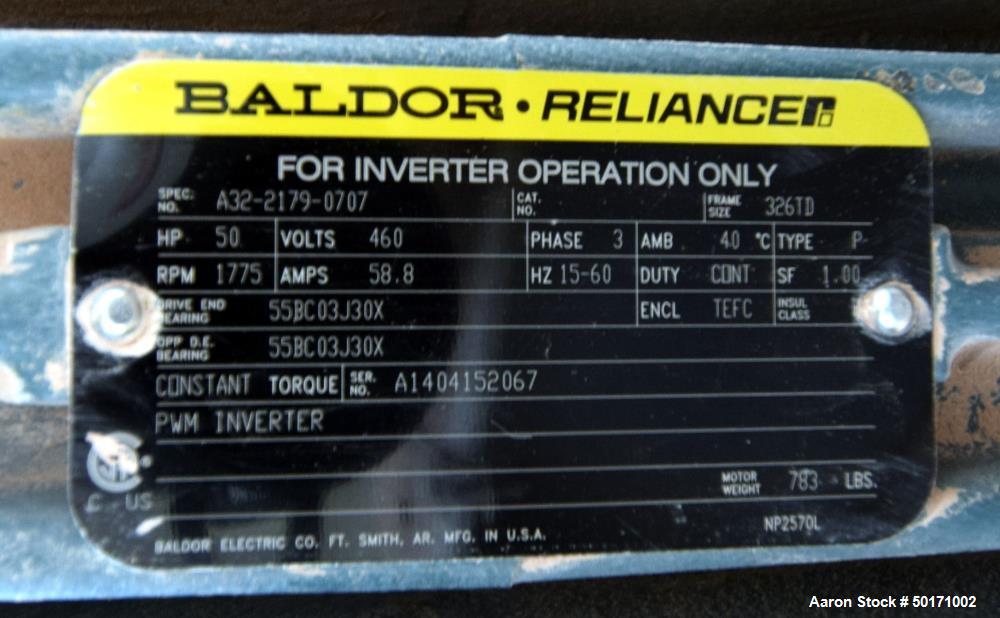 BALDOR • RELIANCE
FOR INVERTER OPERATION ONLY
SPEC. NO. A32-2179-0707 CAT. NO. FRAME SIZE 326TD
HP 50 VOLTS 460 PHASE 3 AMB 40 °C TYPE P
RPM 1775 AMPS 58.8 HZ 15-60 DUTY CONT SF 1.00
DRIVE END BEARING 55BC03J30X ENCL TEFC INSUL CLASS
OPP D.E. BEARING 55BC03J30X
CONSTANT TORQUE SER. NO. A1404152067
PWM INVERTER
C US
MOTOR WEIGHT 783 LBS.
NP2570L
BALDOR ELECTRIC CO. FT. SMITH, AR. MFG. IN U.S.A.
Aaron Stock # 50171002